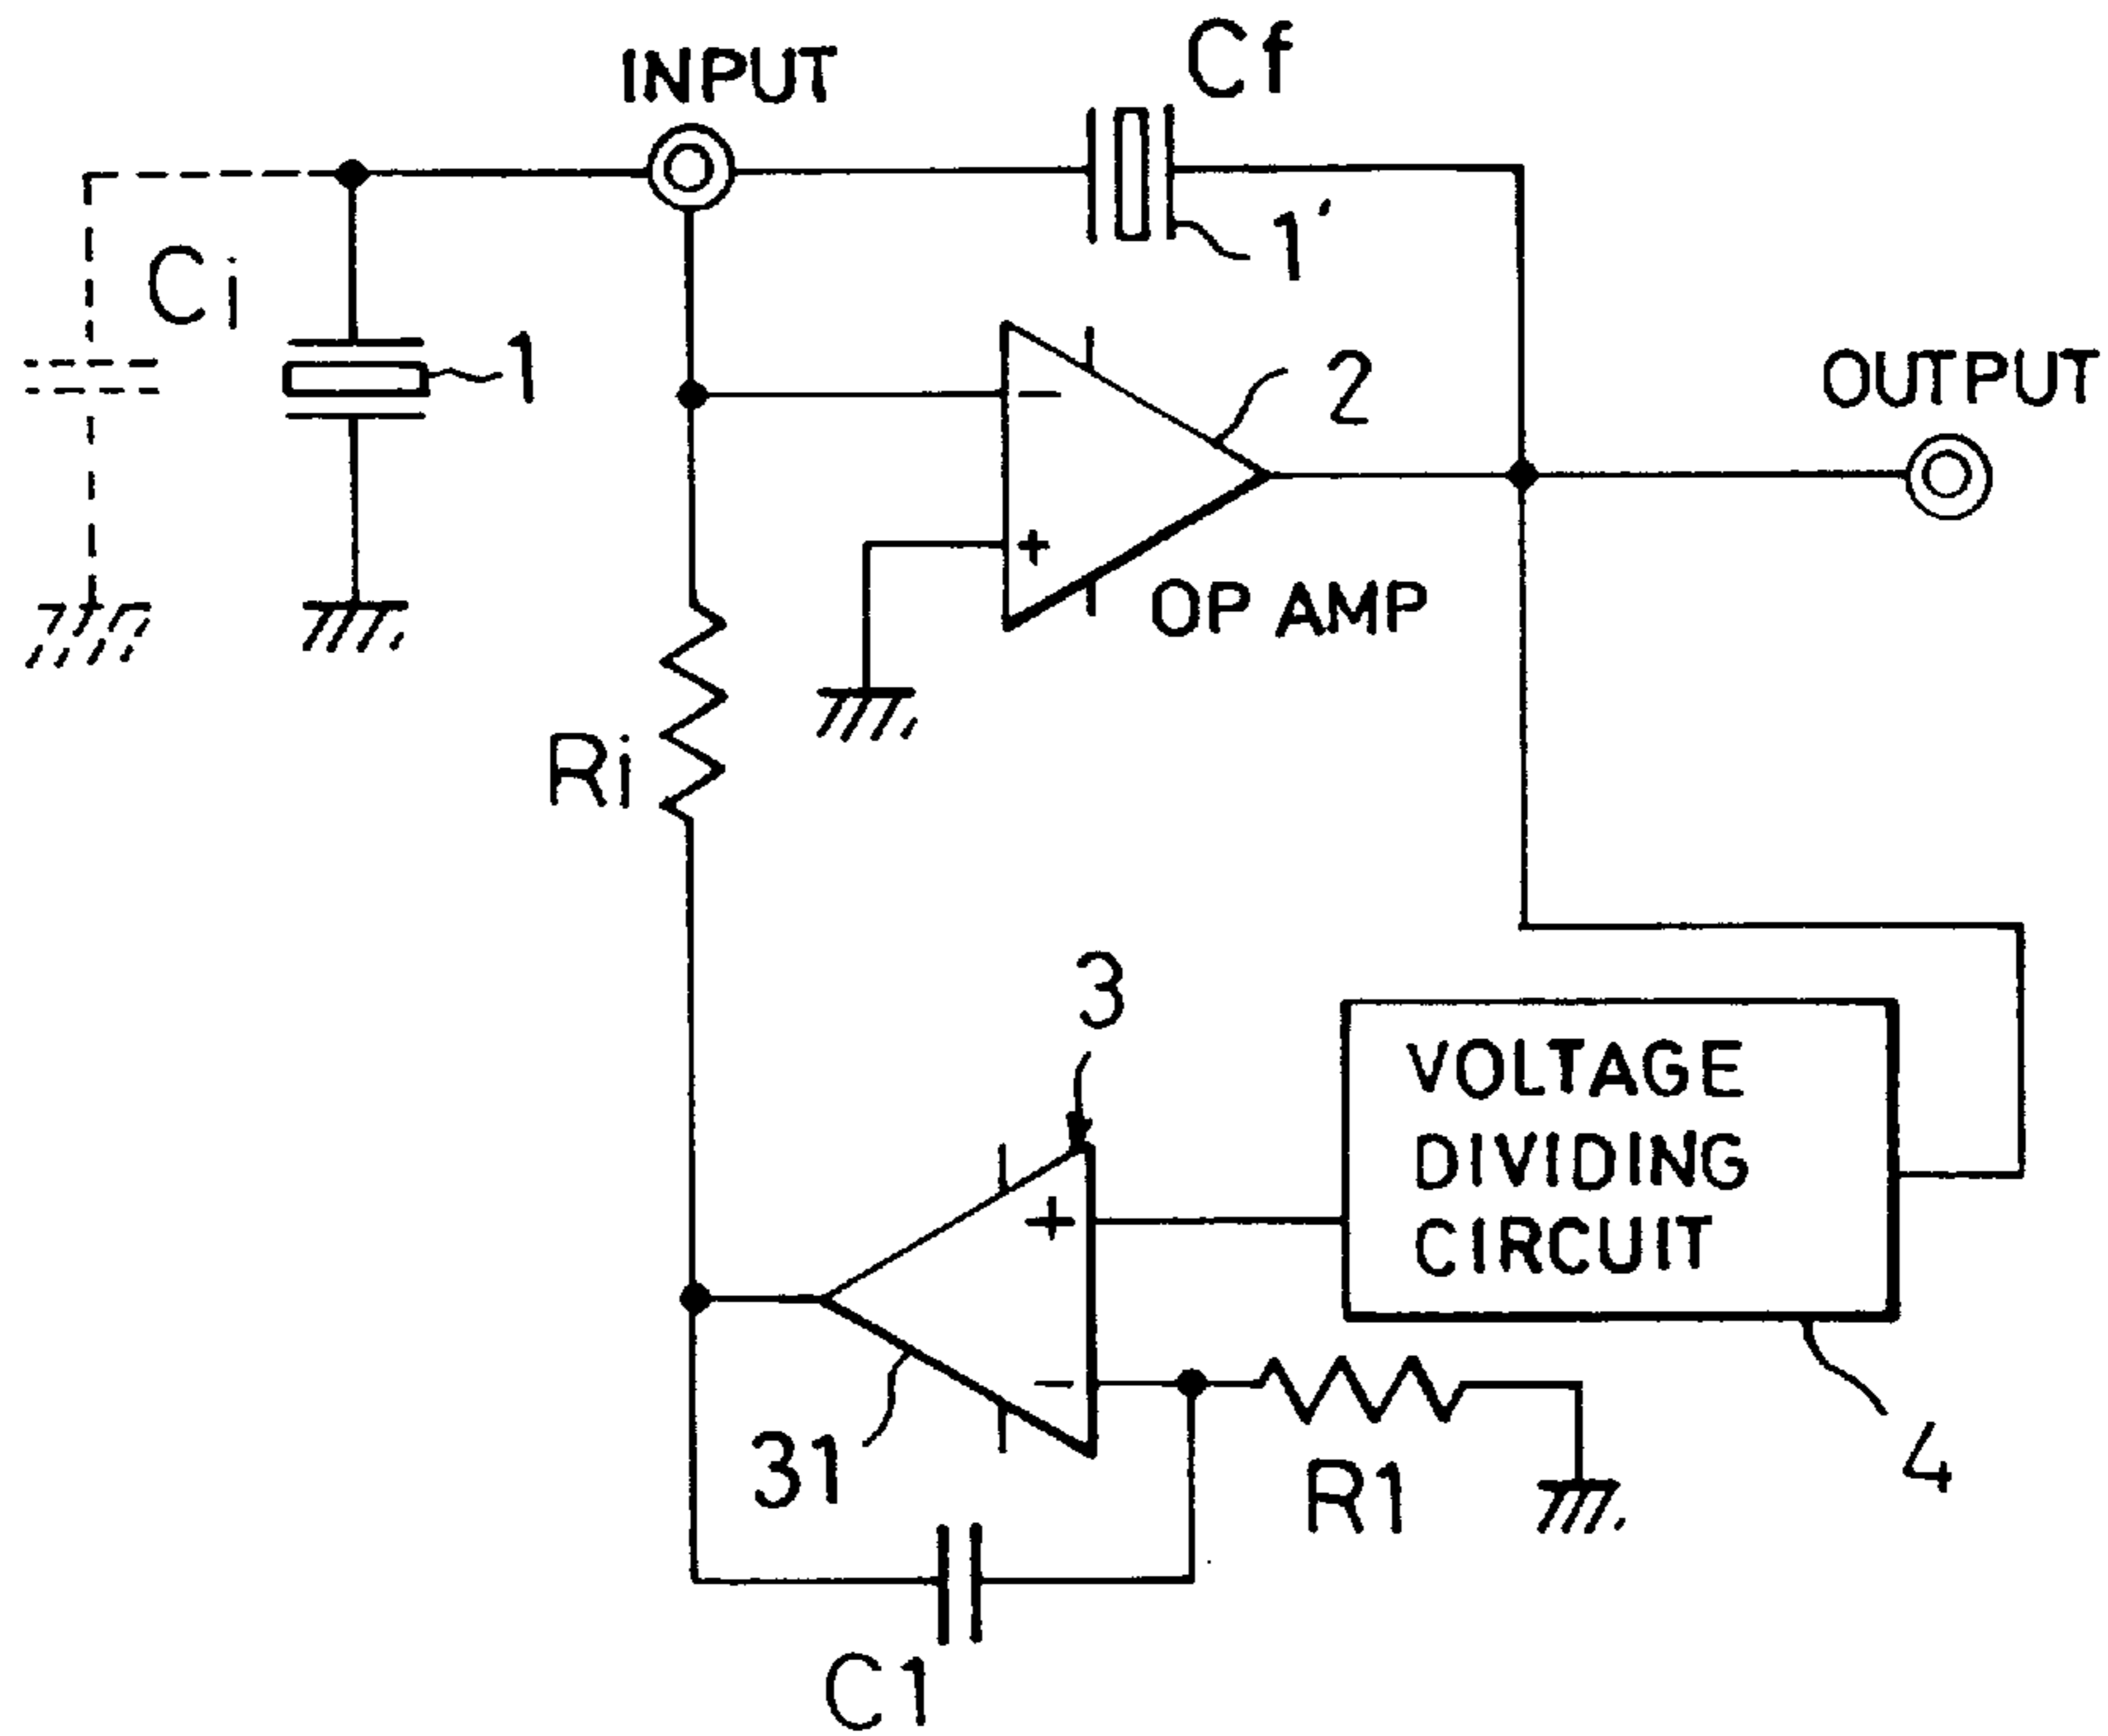 INPUT
Cf
1'
Ci
1
2
OUTPUT
−
+
OP AMP
Ri
3
VOLTAGE
DIVIDING
CIRCUIT
+
−
31
R1
4
C1